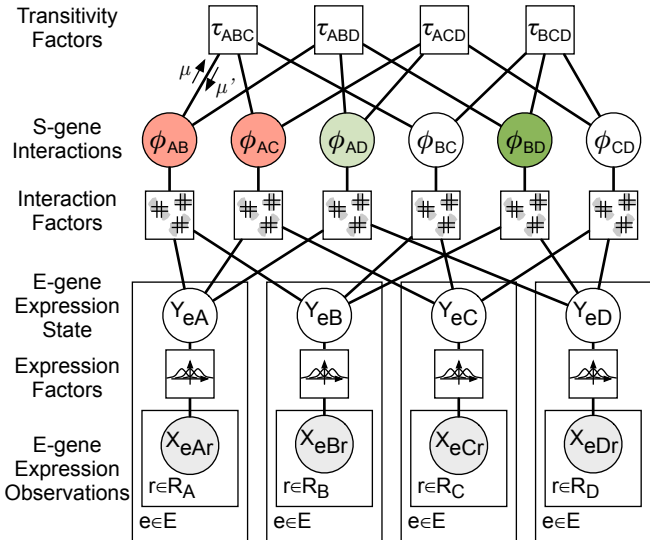 Transitivity Factors
τABC τABD τACD τBCD
μ μ'
S-gene Interactions
ϕAB ϕAC ϕAD ϕBC ϕBD ϕCD
Interaction Factors
E-gene Expression State
YeA YeB YeC YeD
Expression Factors
E-gene Expression Observations
XeAr XeBr XeCr XeDr
r∈RA r∈RB r∈RC r∈RD
e∈E e∈E e∈E e∈E